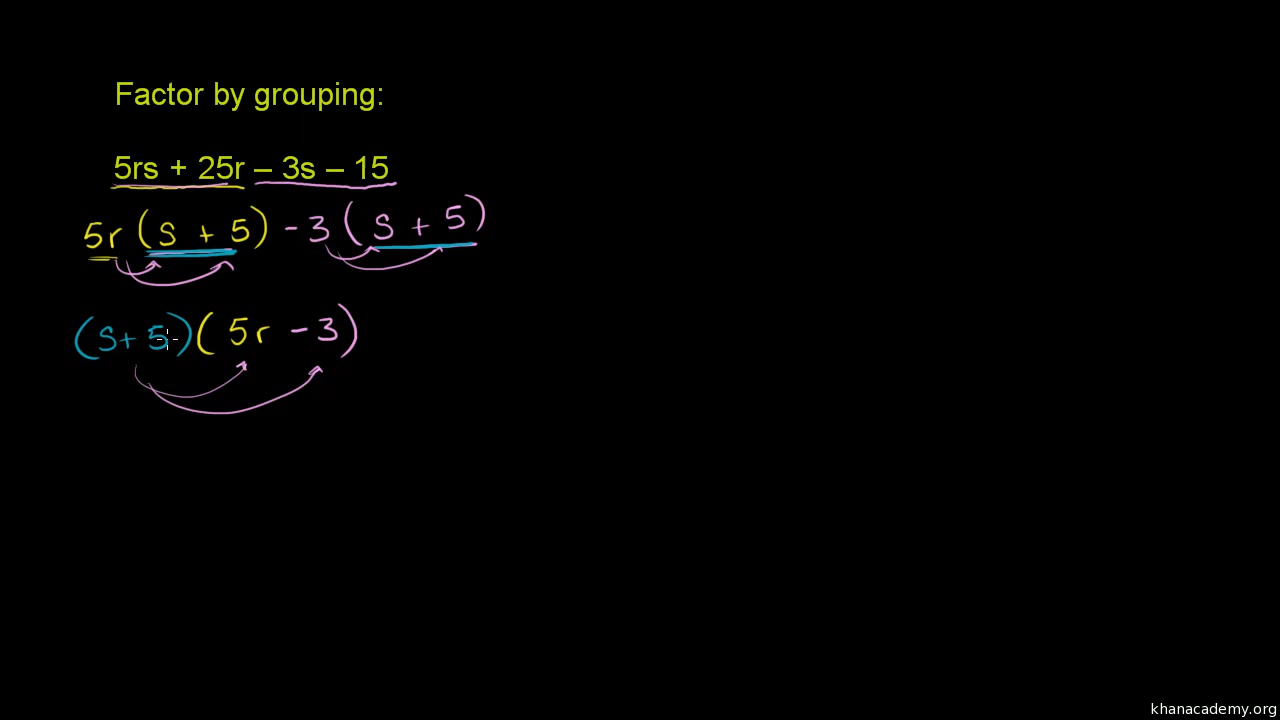 Factor by grouping:
5rs + 25r – 3s – 15
5r (s + 5) - 3 (s + 5)
(s + 5) (5r - 3)
khanacademy.org